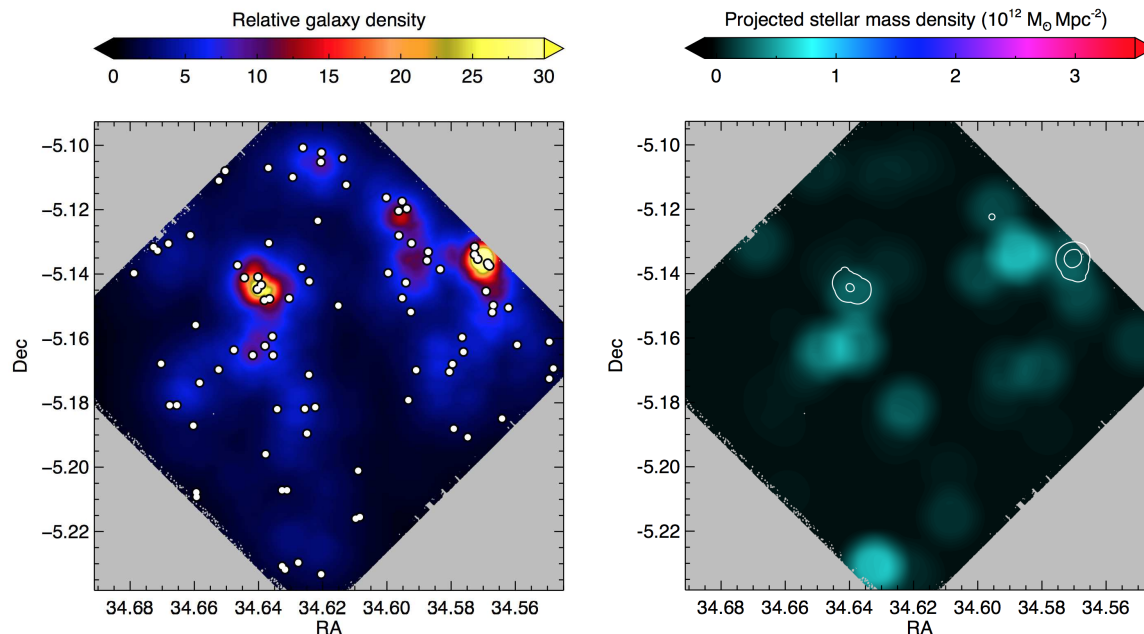 Relative galaxy density
0 5 10 15 20 25 30
Projected stellar mass density (10¹² M☉ Mpc⁻²)
0 1 2 3
Dec
-5.10
-5.12
-5.14
-5.16
-5.18
-5.20
-5.22
34.68 34.66 34.64 34.62 34.60 34.58 34.56
RA
Dec
-5.10
-5.12
-5.14
-5.16
-5.18
-5.20
-5.22
34.68 34.66 34.64 34.62 34.60 34.58 34.56
RA